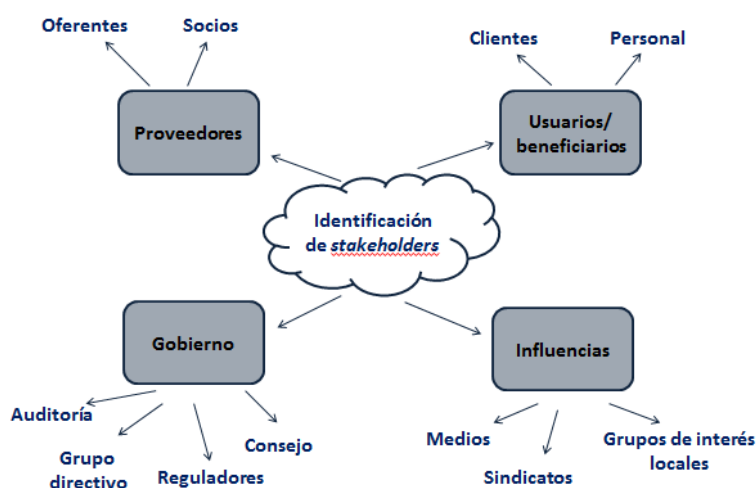 Oferentes
Socios
Clientes
Personal
Proveedores
Usuarios/
beneficiarios
Identificación
de stakeholders
Gobierno
Influencias
Auditoría
Grupo
directivo
Reguladores
Consejo
Medios
Sindicatos
Grupos de interés
locales